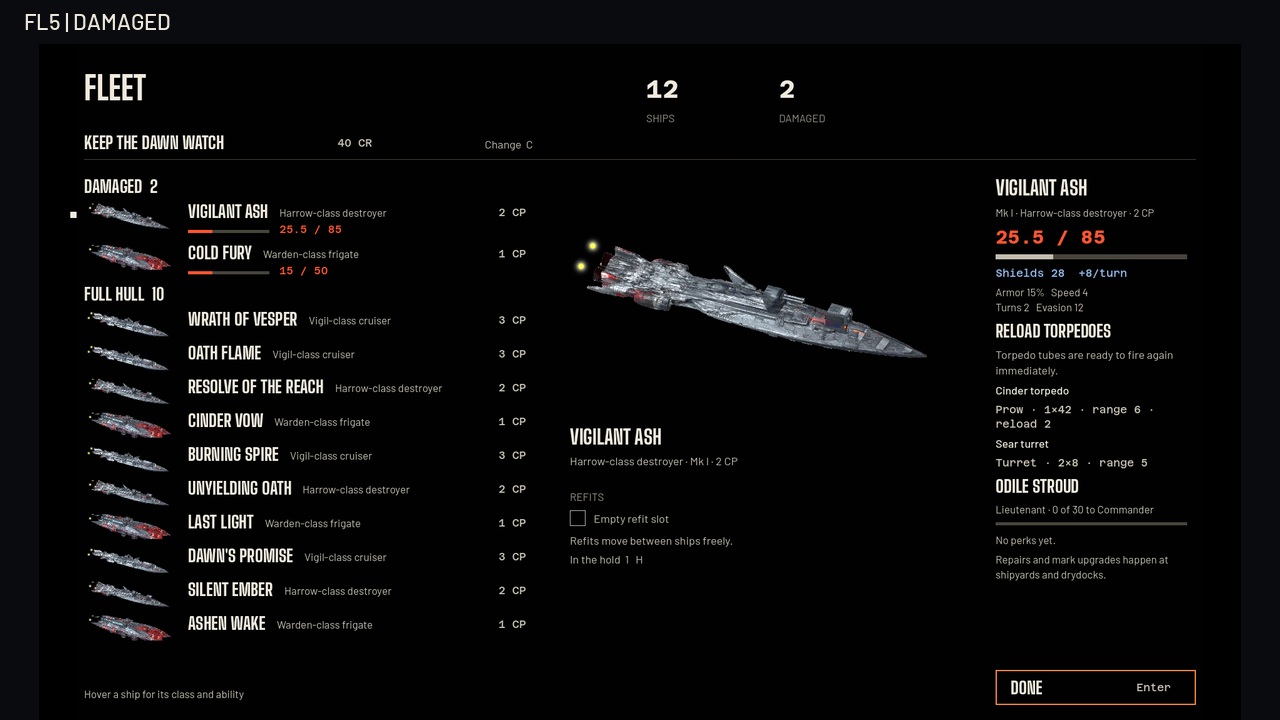 FL5 | DAMAGED
FLEET
12
SHIPS
2
DAMAGED
KEEP THE DAWN WATCH
40 CR
Change C
DAMAGED 2
VIGILANT ASH Harrow-class destroyer 2 CP
25.5 / 85
COLD FURY Warden-class frigate 1 CP
15 / 50
FULL HULL 10
WRATH OF VESPER Vigil-class cruiser 3 CP
OATH FLAME Vigil-class cruiser 3 CP
RESOLVE OF THE REACH Harrow-class destroyer 2 CP
CINDER VOW Warden-class frigate 1 CP
BURNING SPIRE Vigil-class cruiser 3 CP
UNYIELDING OATH Harrow-class destroyer 2 CP
LAST LIGHT Warden-class frigate 1 CP
DAWN'S PROMISE Vigil-class cruiser 3 CP
SILENT EMBER Harrow-class destroyer 2 CP
ASHEN WAKE Warden-class frigate 1 CP
Hover a ship for its class and ability
VIGILANT ASH
Harrow-class destroyer · Mk I · 2 CP
REFITS
Empty refit slot
Refits move between ships freely.
In the hold 1 H
VIGILANT ASH
Mk I · Harrow-class destroyer · 2 CP
25.5 / 85
Shields 28 +8/turn
Armor 15% Speed 4
Turns 2 Evasion 12
RELOAD TORPEDOES
Torpedo tubes are ready to fire again
immediately.
Cinder torpedo
Prow · 1×42 · range 6 ·
reload 2
Sear turret
Turret · 2×8 · range 5
ODILE STROUD
Lieutenant · 0 of 30 to Commander
No perks yet.
Repairs and mark upgrades happen at
shipyards and drydocks.
DONE Enter